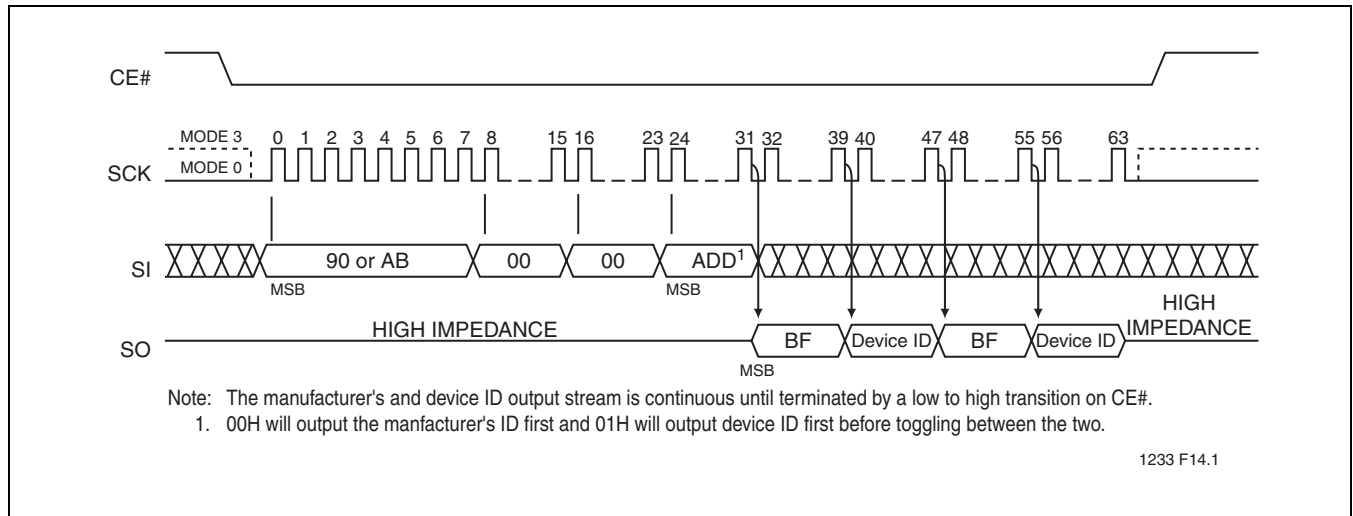 CE#
MODE 3
0 1 2 3 4 5 6 7 8 15 16 23 24 31 32 39 40 47 48 55 56 63
MODE 0
SCK
SI
90 or AB 00 00 ADD1
MSB MSB
HIGH
IMPEDANCE
HIGH IMPEDANCE
SO
BF Device ID BF Device ID
MSB
Note: The manufacturer's and device ID output stream is continuous until terminated by a low to high transition on CE#.
1. 00H will output the manfacturer's ID first and 01H will output device ID first before toggling between the two.
1233 F14.1